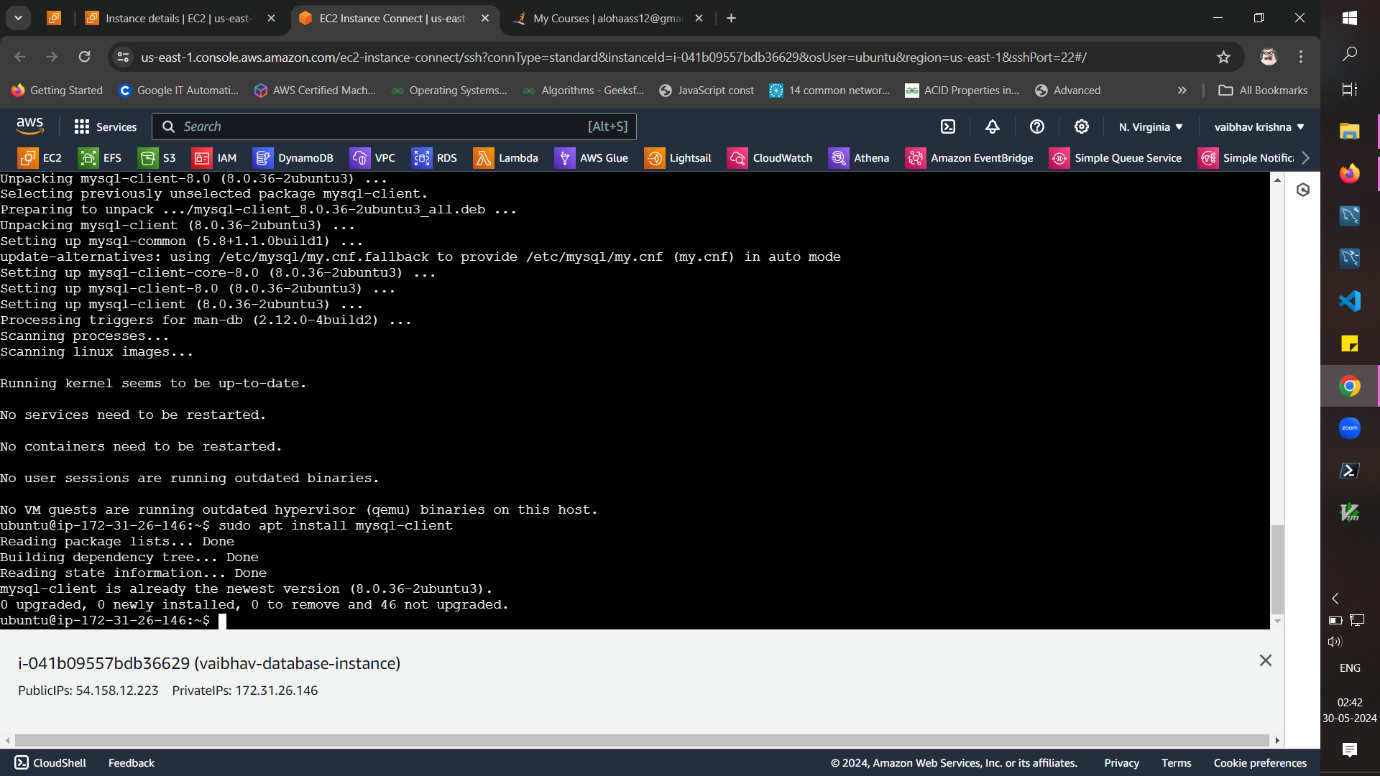 Instance details | EC2 | us-east-1
EC2 Instance Connect | us-east-
My Courses | alohaass12@gma
us-east-1.console.aws.amazon.com/ec2-instance-connect/ssh?connType=standard&instanceId=i-041b09557bdb36629&osUser=ubuntu&region=us-east-1&sshPort=22#/
Getting Started
Google IT Automati...
AWS Certified Mach...
Operating Systems...
Algorithms - Geeksf...
JavaScript const
14 common networ...
ACID Properties in...
Advanced
All Bookmarks
aws
Services
Search
[Alt+S]
N. Virginia
vaibhav krishna
EC2
EFS
S3
IAM
DynamoDB
VPC
RDS
Lambda
AWS Glue
Lightsail
CloudWatch
Athena
Amazon EventBridge
Simple Queue Service
Simple Notific
Unpacking mysql-client-8.0 (8.0.36-2ubuntu3) ...
Selecting previously unselected package mysql-client.
Preparing to unpack .../mysql-client_8.0.36-2ubuntu3_all.deb ...
Unpacking mysql-client (8.0.36-2ubuntu3) ...
Setting up mysql-common (5.8+1.1.0build1) ...
update-alternatives: using /etc/mysql/my.cnf.fallback to provide /etc/mysql/my.cnf (my.cnf) in auto mode
Setting up mysql-client-core-8.0 (8.0.36-2ubuntu3) ...
Setting up mysql-client-8.0 (8.0.36-2ubuntu3) ...
Setting up mysql-client (8.0.36-2ubuntu3) ...
Processing triggers for man-db (2.12.0-4build2) ...
Scanning processes...
Scanning linux images...
Running kernel seems to be up-to-date.
No services need to be restarted.
No containers need to be restarted.
No user sessions are running outdated binaries.
No VM guests are running outdated hypervisor (qemu) binaries on this host.
ubuntu@ip-172-31-26-146:~$ sudo apt install mysql-client
Reading package lists... Done
Building dependency tree... Done
Reading state information... Done
mysql-client is already the newest version (8.0.36-2ubuntu3).
0 upgraded, 0 newly installed, 0 to remove and 46 not upgraded.
ubuntu@ip-172-31-26-146:~$
i-041b09557bdb36629 (vaibhav-database-instance)
PublicIPs: 54.158.12.223 PrivateIPs: 172.31.26.146
CloudShell
Feedback
© 2024, Amazon Web Services, Inc. or its affiliates.
Privacy
Terms
Cookie preferences
zoom
ENG
02:42
30-05-2024